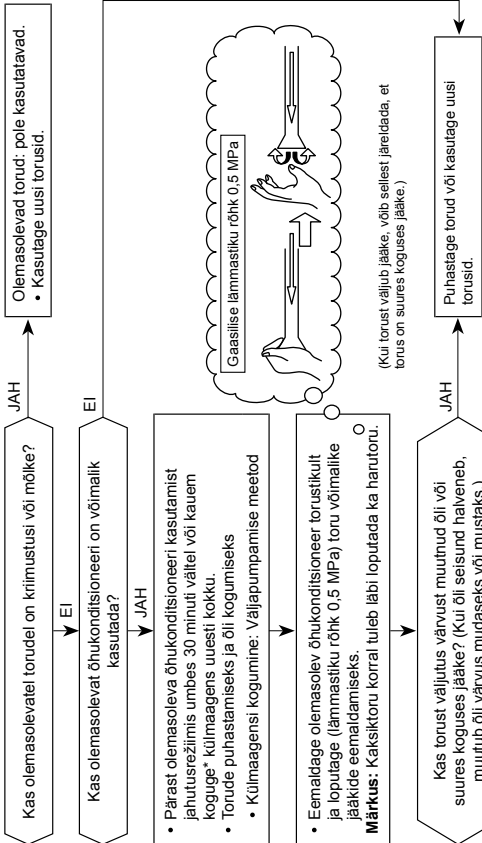 Kas olemasolevatel torudel on kriimustusi või mõlke?
JAH
Olemasolevad torud: pole kasutatavad.
• Kasutage uusi torusid.
EI
Kas olemasolevat õhukonditsioneeri on võimalik
kasutada?
EI
JAH
• Pärast olemasoleva õhukonditsioneeri kasutamist
jahutusrežiimis umbes 30 minuti vältel või kauem
koguge* külmaagens uuesti kokku.
• Torude puhastamiseks ja õli kogumiseks
• Külmaagensi kogumine: Väljapumpamise meetod
Gaasilise lämmastiku rõhk 0,5 MPa
• Eemaldage olemasolev õhukonditsioneer torustikult
ja loputage (lämmastiku rõhk 0,5 MPa) toru võimalike
jääkide eemaldamiseks.
Märkus: Kaksiktoru korral tuleb läbi loputada ka harutoru.
(Kui torust väljub jääke, võib sellest järeldada, et
torus on suures koguses jääke.)
Kas torust väljutus värvust muutnud õli või
suures koguses jääke? (Kui õli seisund halveneb,
muutub õli värvus mudaseks või mustaks.)
JAH
Puhastage torud või kasutage uusi
torusid.